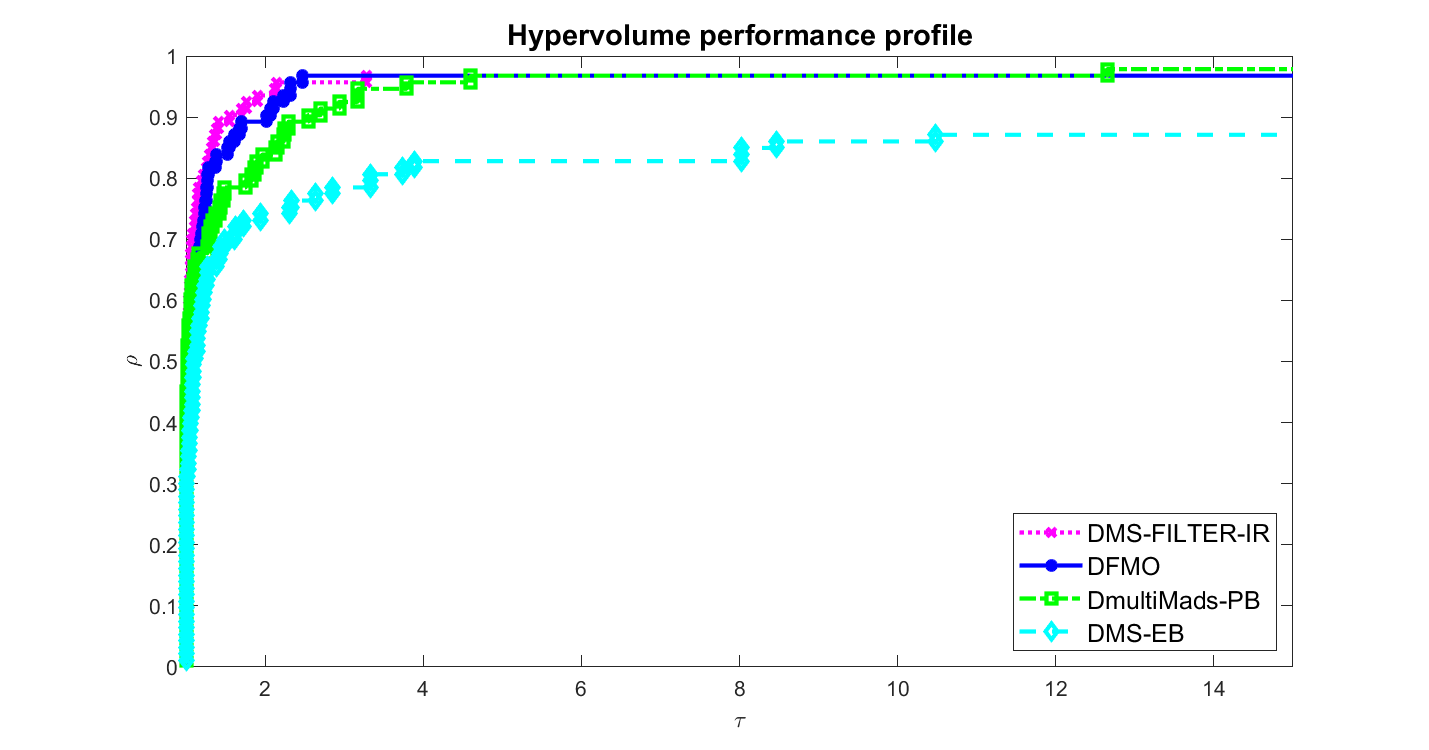 Hypervolume performance profile
1
0.9
0.8
0.7
0.6
0.5
0.4
0.3
0.2
0.1
0
ρ
2 4 6 8 10 12 14
τ
DMS-FILTER-IR
DFMO
DmultiMads-PB
DMS-EB